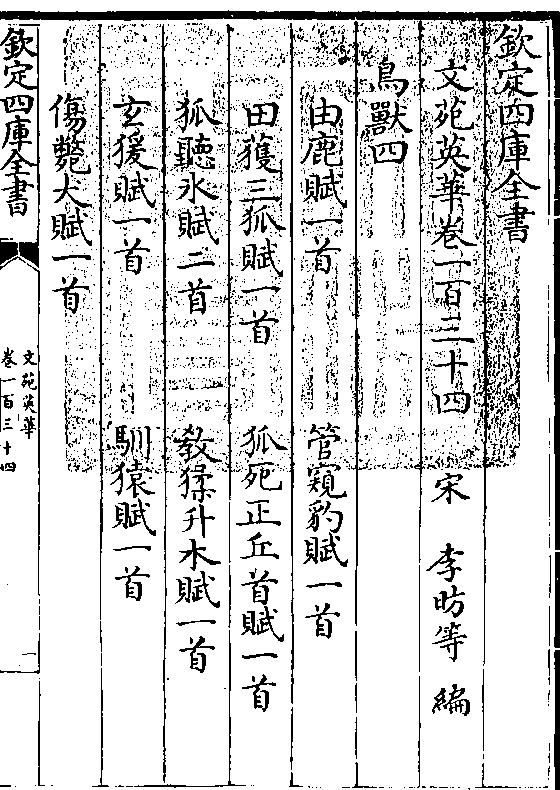 欽定四庫全書
文苑英華卷一百三十四　宋　李昉等　編
鳥獸四
由鹿賦一首　管窺豹賦一首
田獲三狐賦一首　狐死正丘首賦一首
狐聽氷賦二首　教猱升木賦一首
玄猨賦一首　馴猿賦一首
傷斃犬賦一首
欽定四庫全書
文苑英華
卷一百三十四
一